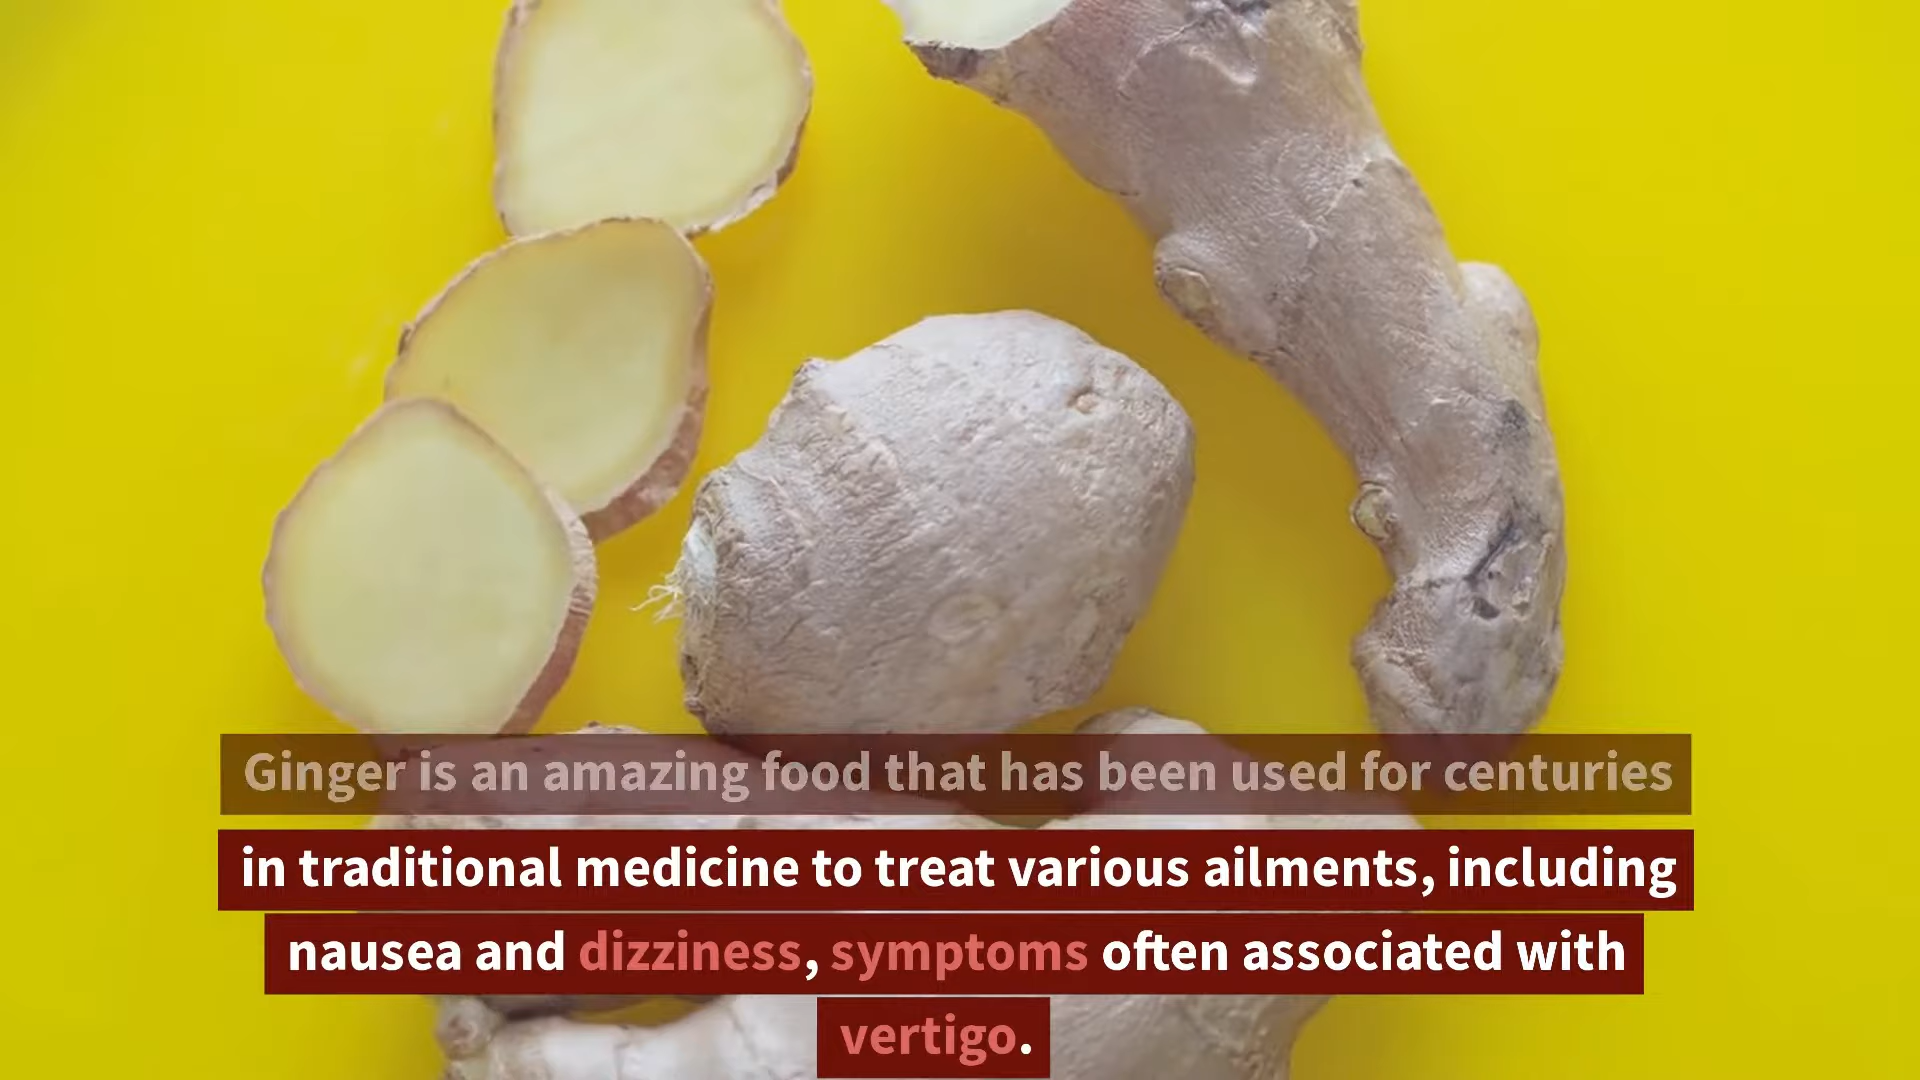 Ginger is an amazing food that has been used for centuries
in traditional medicine to treat various ailments, including
nausea and dizziness, symptoms often associated with
vertigo.